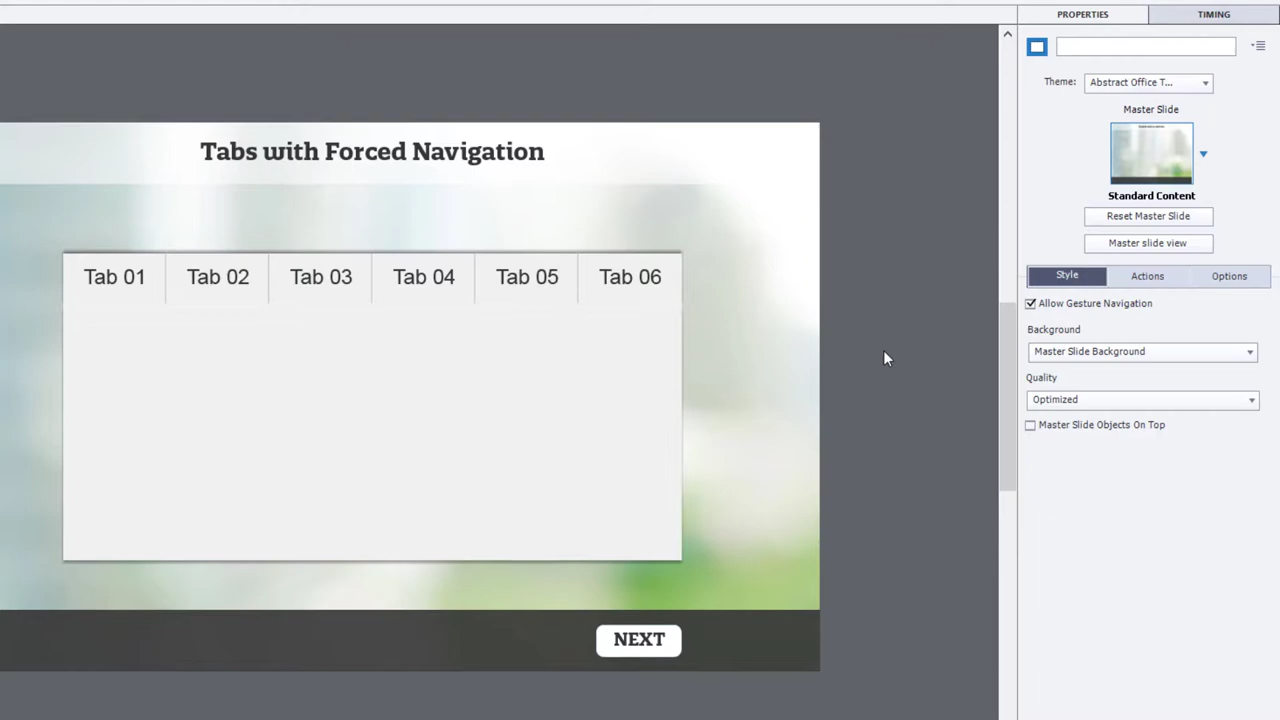 PROPERTIES TIMING
Theme: Abstract Office T...
Master Slide
Standard Content
Reset Master Slide
Master slide view
Style Actions Options
Allow Gesture Navigation
Background
Master Slide Background
Quality
Optimized
Master Slide Objects On Top
Tabs with Forced Navigation
Tab 01 Tab 02 Tab 03 Tab 04 Tab 05 Tab 06
NEXT